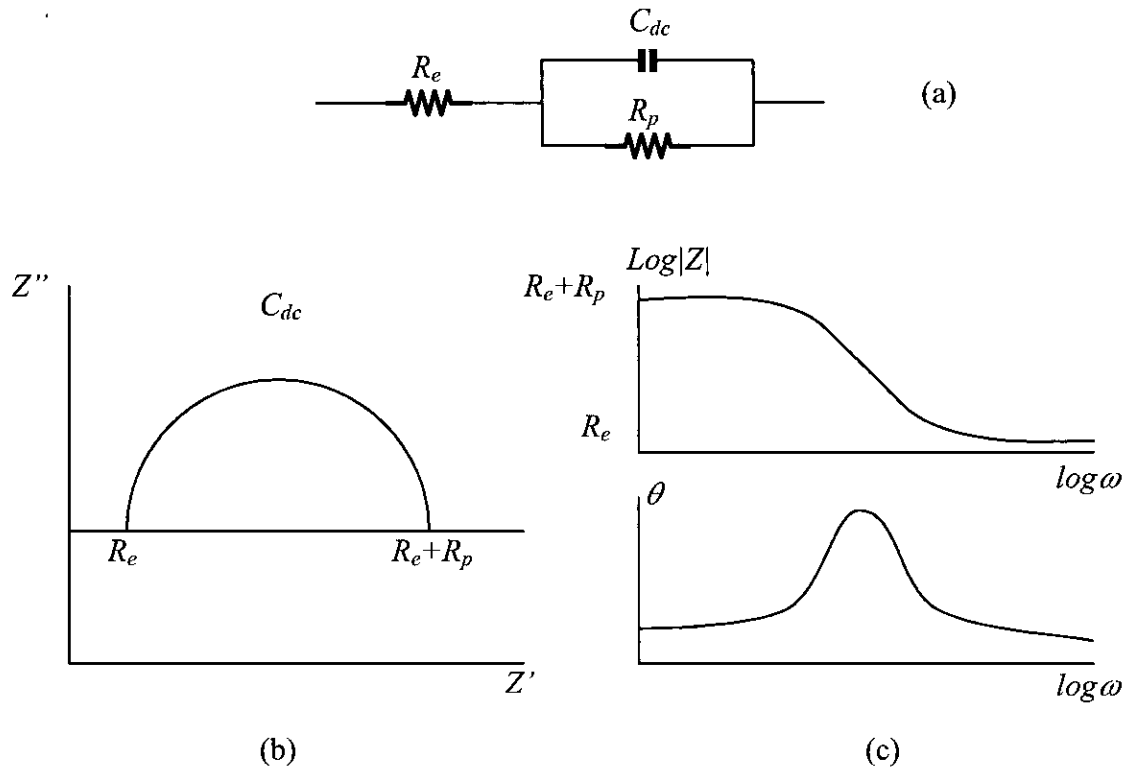 C_dc
R_e
(a)
R_p
Z''
C_dc
R_e
R_e+R_p
Z'
(b)
Log|Z|
R_e+R_p
R_e
log ω
θ
log ω
(c)